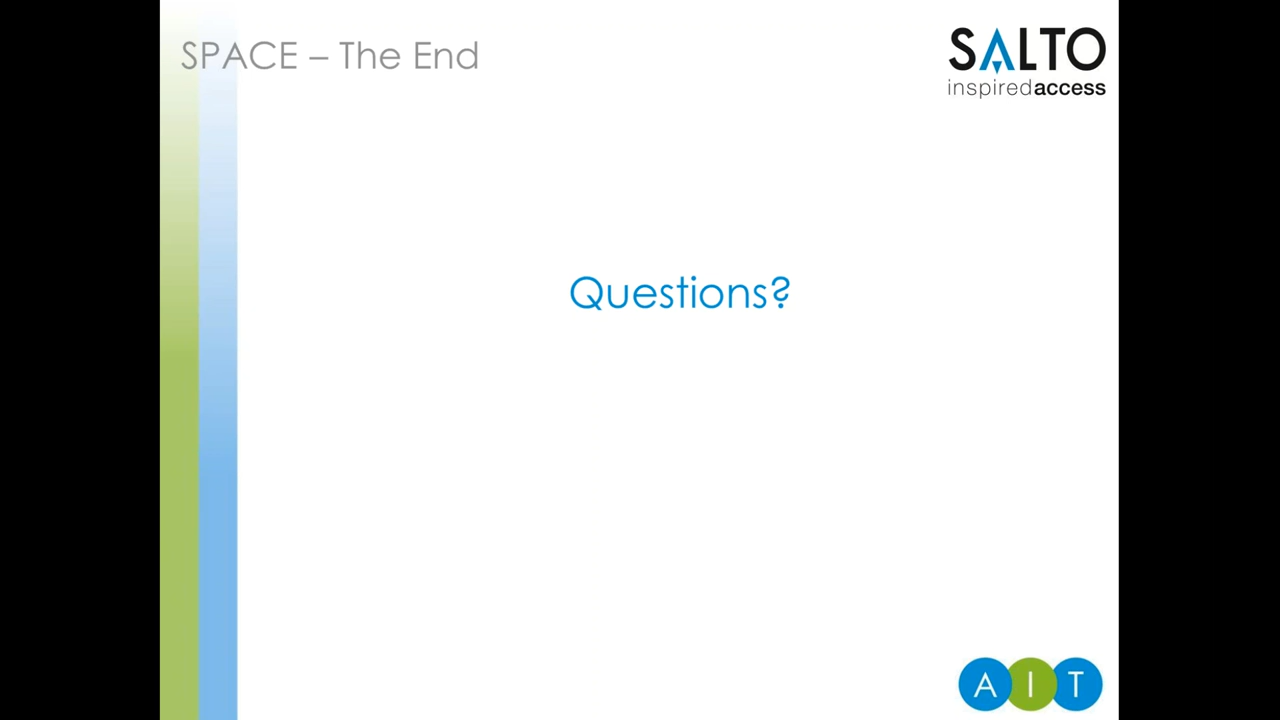 SPACE – The End
SALTO
inspiredaccess
Questions?
A I T